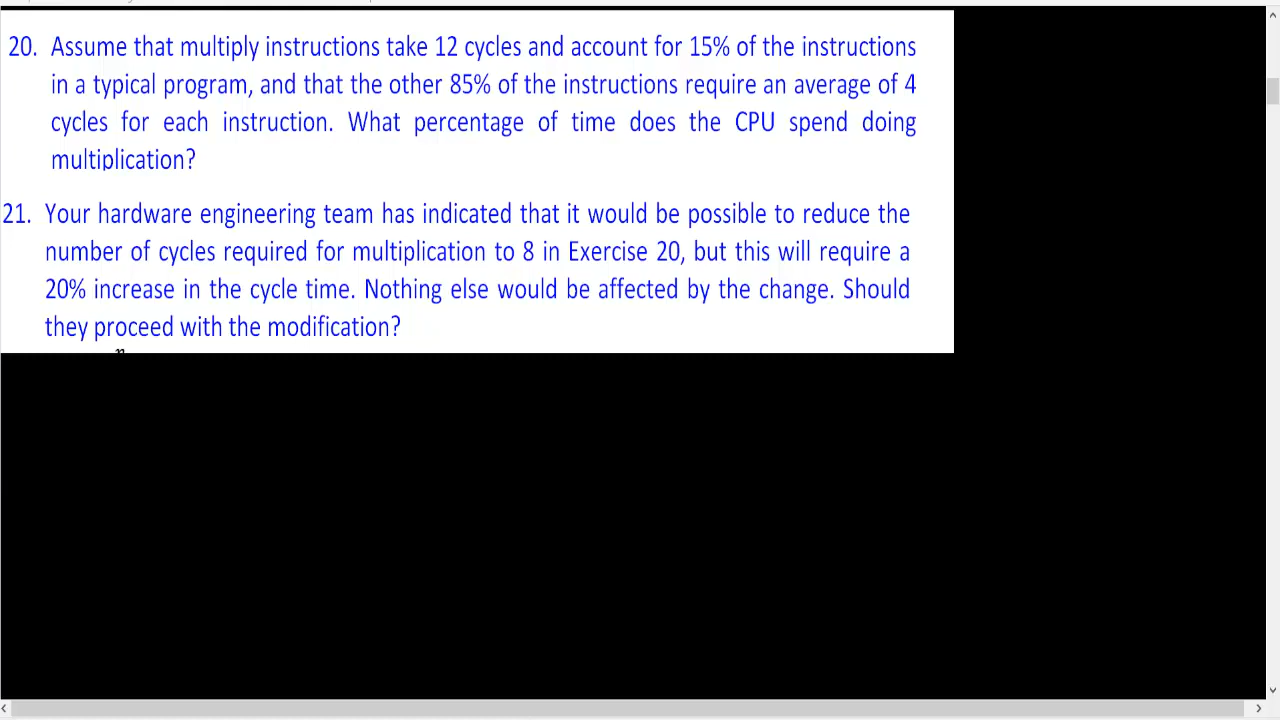 20. Assume that multiply instructions take 12 cycles and account for 15% of the instructions
in a typical program, and that the other 85% of the instructions require an average of 4
cycles for each instruction. What percentage of time does the CPU spend doing
multiplication?
21. Your hardware engineering team has indicated that it would be possible to reduce the
number of cycles required for multiplication to 8 in Exercise 20, but this will require a
20% increase in the cycle time. Nothing else would be affected by the change. Should
they proceed with the modification?